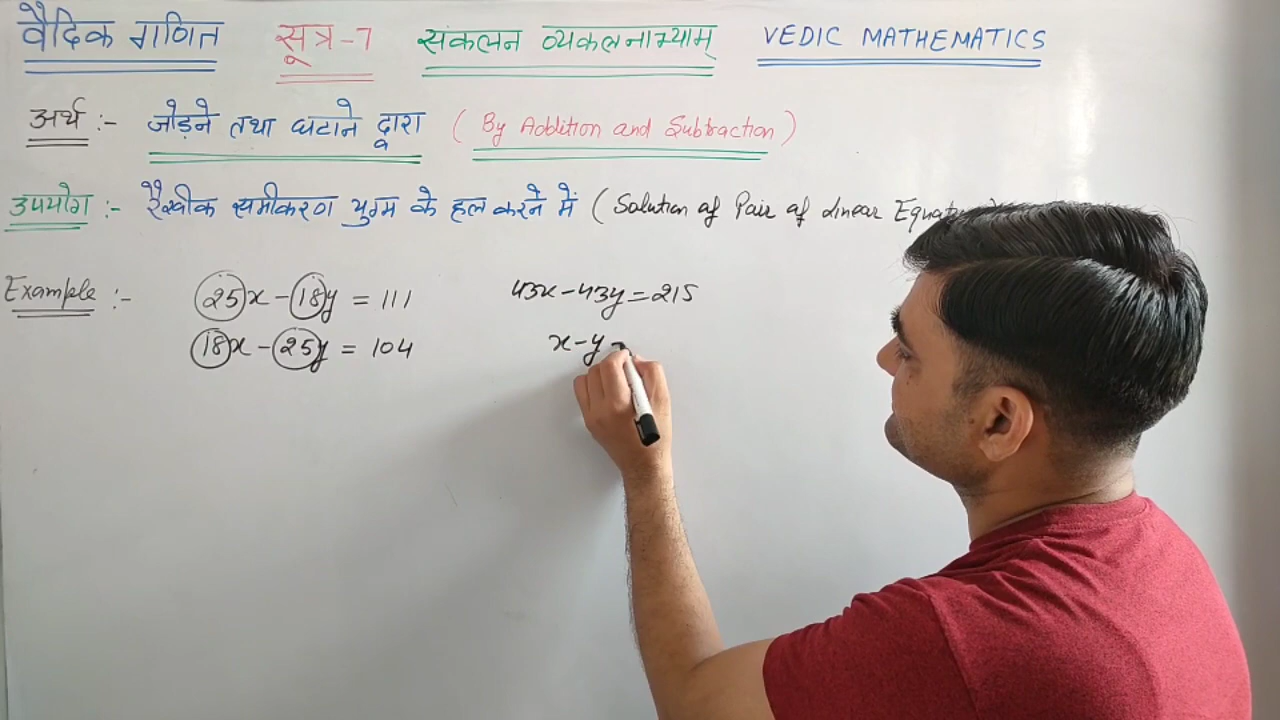 वैदिक गणित सूत्र-7 संकलन व्यकलनाभ्याम् VEDIC MATHEMATICS
अर्थ :- जोड़ने तथा घटाने द्वारा ( By Addition and Subtraction )
उपयोग :- रैखीक समीकरण युग्म के हल करने में ( Solution of Pair of Linear
Example :- 25x - 18y = 111 43x - 43y = 215
18x - 25y = 104 x - y